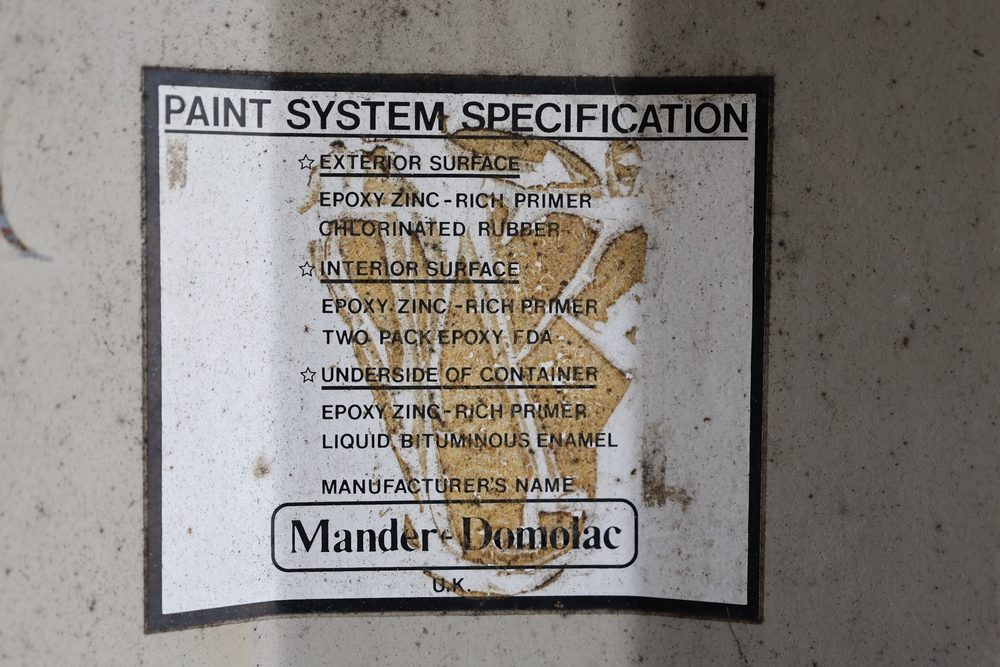 PAINT SYSTEM SPECIFICATION
☆ EXTERIOR SURFACE
EPOXY ZINC-RICH PRIMER
CHLORINATED RUBBER
☆ INTERIOR SURFACE
EPOXY ZINC-RICH PRIMER
TWO PACK EPOXY FDA
☆ UNDERSIDE OF CONTAINER
EPOXY ZINC-RICH PRIMER
LIQUID BITUMINOUS ENAMEL
MANUFACTURER'S NAME
Mander-Domolac
U.K.